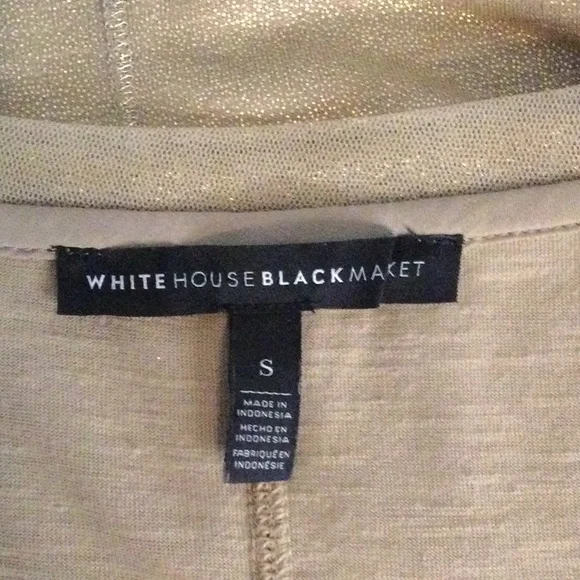 WHITE HOUSE BLACK MAKET
S
MADE IN
INDONESIA
HECHO EN
INDONESIA
FABRIQUÉ EN
INDONÉSIE